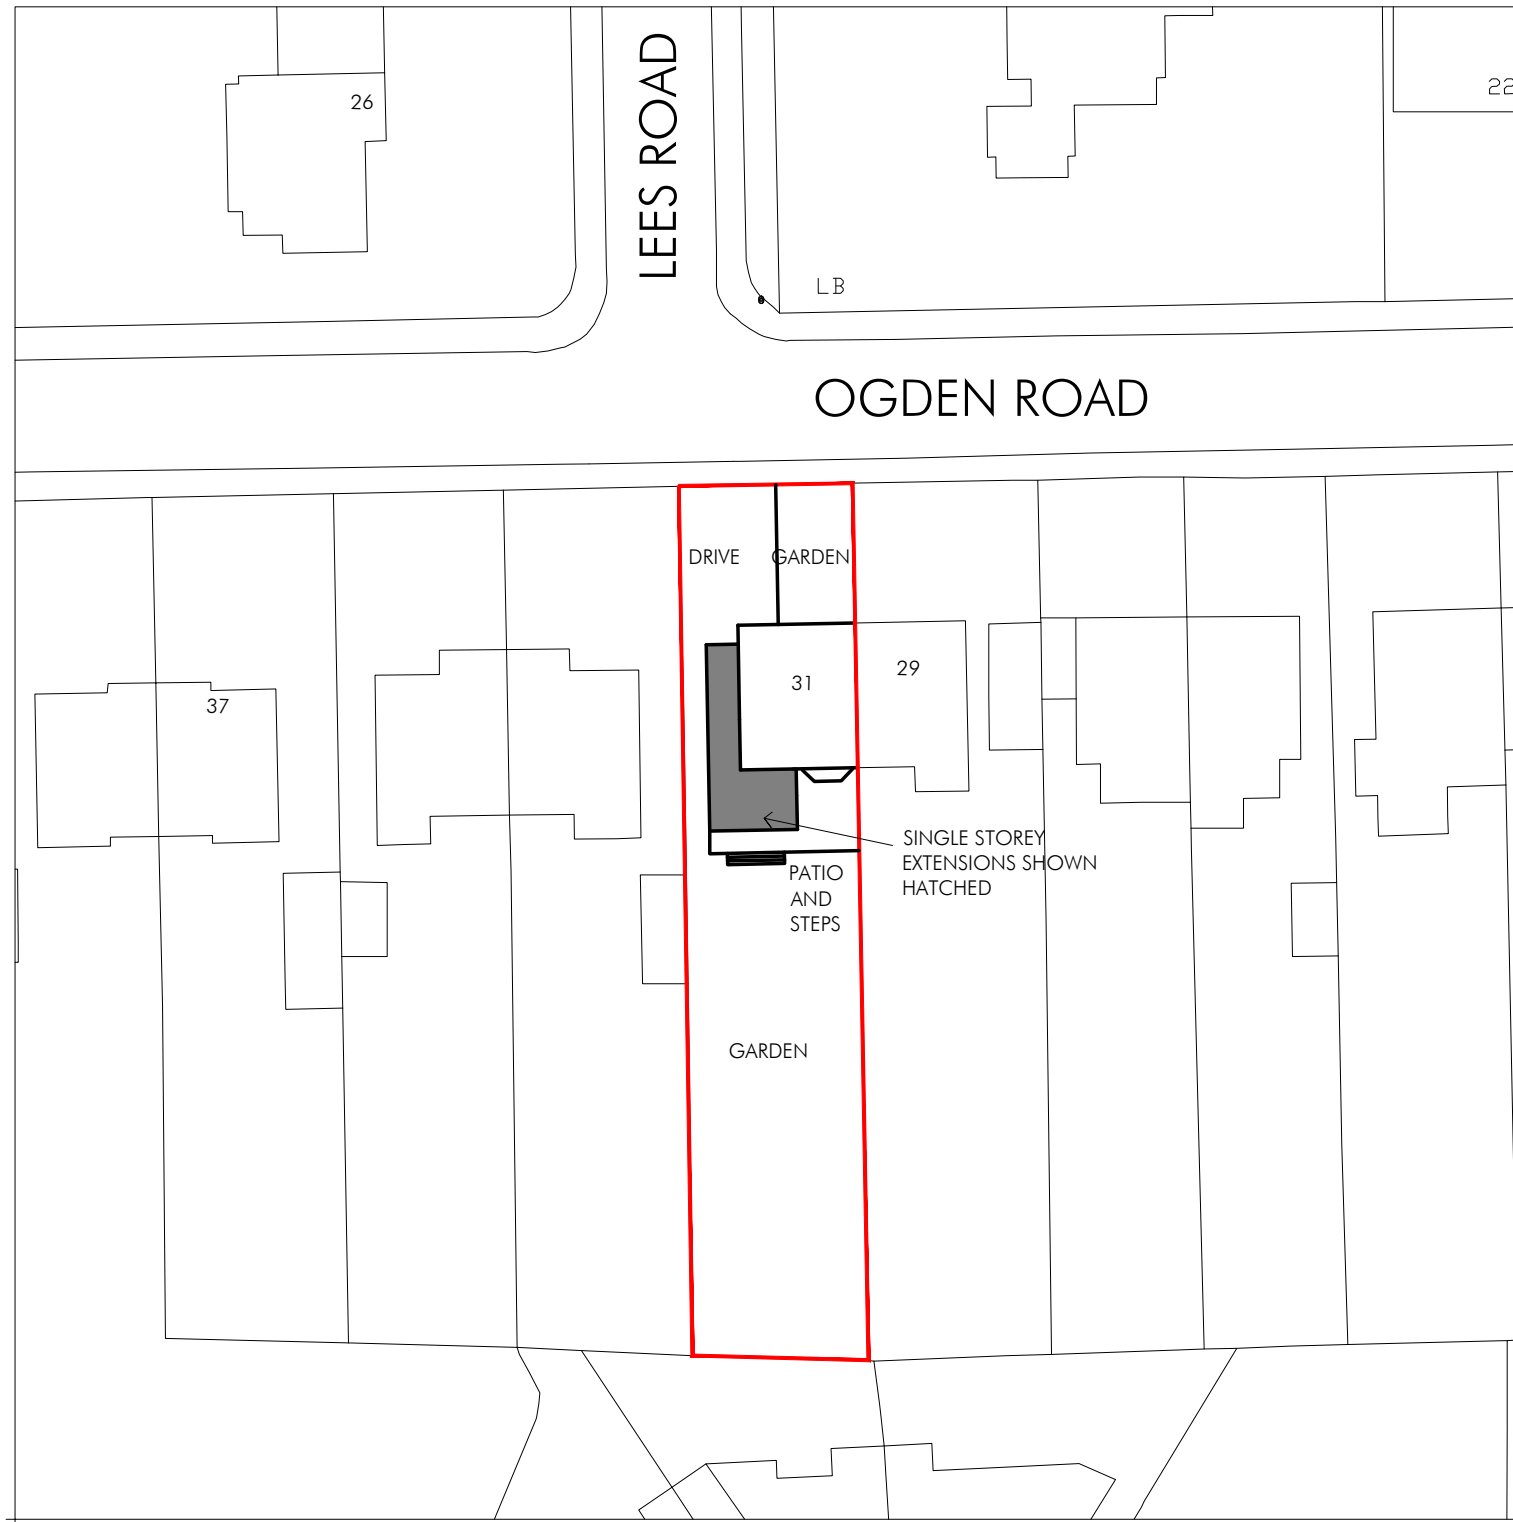 26
LEES ROAD
22
LB
OGDEN ROAD
DRIVE
GARDEN
31
29
37
SINGLE STOREY
EXTENSIONS SHOWN
HATCHED
PATIO
AND
STEPS
GARDEN